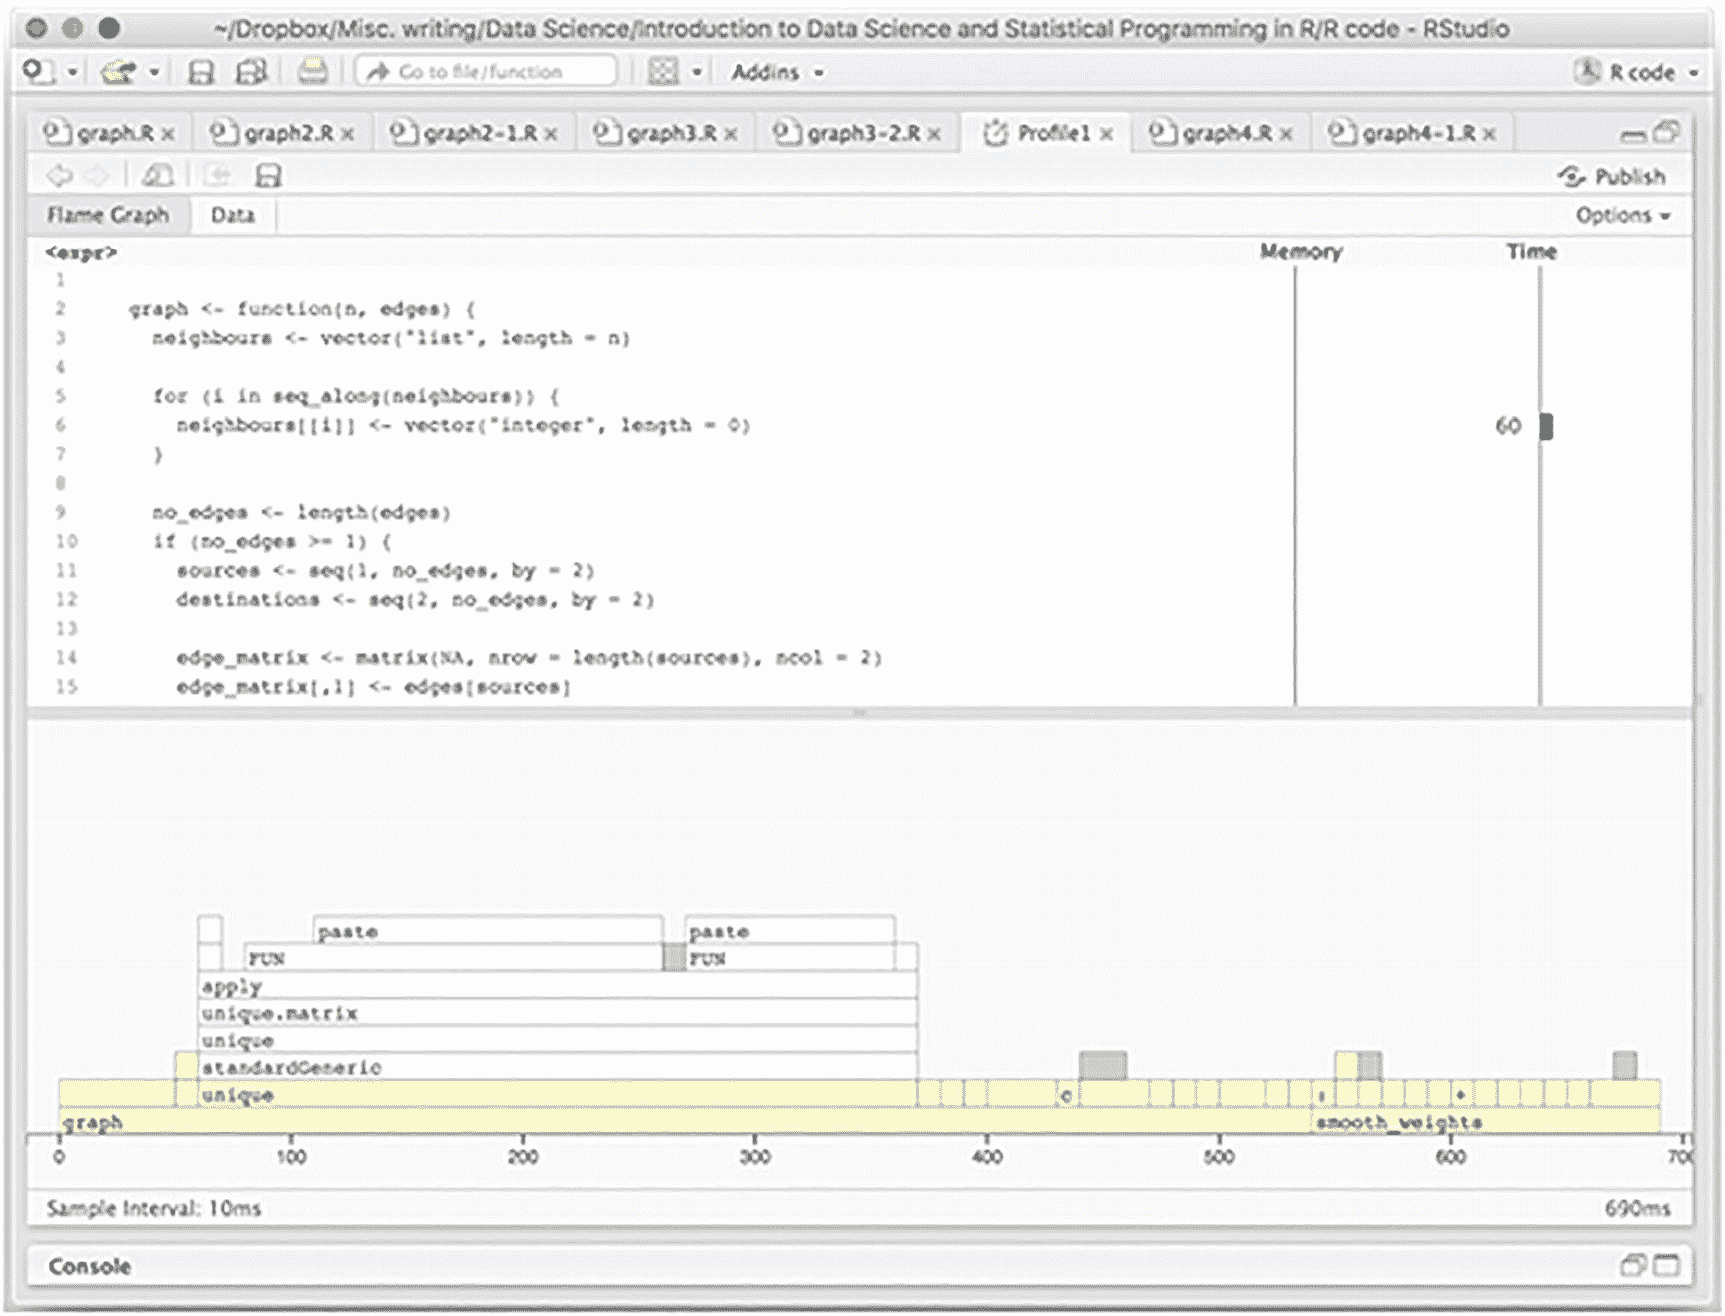 ~/Dropbox/Misc. writing/Data Science/Introduction to Data Science and Statistical Programming in R/R code - RStudio
Go to file/function Addins R code
graph.R graph2.R graph2-1.R graph3.R graph3-2.R Profile1 graph4.R graph4-1.R
Publish
Flame Graph Data Options
<expr> Memory Time
1
2 graph <- function(n, edges) {
3 neighbours <- vector("list", length = n)
4
5 for (i in seq_along(neighbours)) {
6 neighbours[[i]] <- vector("integer", length = 0) 60
7 }
8
9 no_edges <- length(edges)
10 if (no_edges >= 1) {
11 sources <- seq(1, no_edges, by = 2)
12 destinations <- seq(2, no_edges, by = 2)
13
14 edge_matrix <- matrix(NA, nrow = length(sources), ncol = 2)
15 edge_matrix[,1] <- edges[sources]
paste paste
FUN FUN
apply
unique.matrix
unique
standardGeneric
unique c : +
graph smooth_weights
0 100 200 300 400 500 600 700
Sample Interval: 10ms 690ms
Console